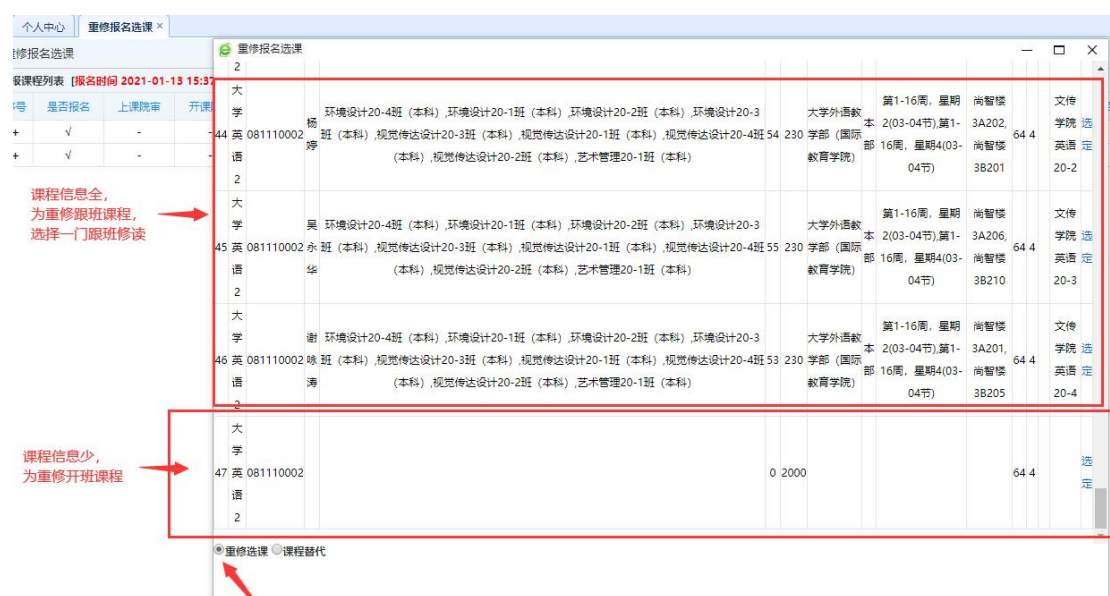 个人中心 重修报名选课 ×
修报名选课
重修报名选课
报课程列表 [报名时间 2021-01-13 15:37
号 是否报名 上课院审 开课
+ √ - -
+ √ - -
2
大学英语2
44 081110002 杨婷 环境设计20-4班（本科）,环境设计20-1班（本科）,环境设计20-2班（本科）,环境设计20-3
班（本科）,视觉传达设计20-3班（本科）,视觉传达设计20-1班（本科）,视觉传达设计20-4班
（本科）,视觉传达设计20-2班（本科）,艺术管理20-1班（本科）
54 230 大学外语教学部（国际教育学院） 本部
第1-16周，星期2(03-04节),第1-16周，星期4(03-04节)
尚智楼3A202,尚智楼3B201
64 4 文传学院英语20-2 选定
课程信息全，
为重修跟班课程，
选择一门跟班修读
大学英语2
45 081110002 吴永华 环境设计20-4班（本科）,环境设计20-1班（本科）,环境设计20-2班（本科）,环境设计20-3
班（本科）,视觉传达设计20-3班（本科）,视觉传达设计20-1班（本科）,视觉传达设计20-4班
（本科）,视觉传达设计20-2班（本科）,艺术管理20-1班（本科）
55 230 大学外语教学部（国际教育学院） 本部
第1-16周，星期2(03-04节),第1-16周，星期4(03-04节)
尚智楼3A206,尚智楼3B210
64 4 文传学院英语20-3 选定
大学英语2
46 081110002 谢咏涛 环境设计20-4班（本科）,环境设计20-1班（本科）,环境设计20-2班（本科）,环境设计20-3
班（本科）,视觉传达设计20-3班（本科）,视觉传达设计20-1班（本科）,视觉传达设计20-4班
（本科）,视觉传达设计20-2班（本科）,艺术管理20-1班（本科）
53 230 大学外语教学部（国际教育学院） 本部
第1-16周，星期2(03-04节),第1-16周，星期4(03-04节)
尚智楼3A201,尚智楼3B205
64 4 文传学院英语20-4 选定
课程信息少，
为重修开班课程
大学英语2
47 081110002 0 2000 64 4 选定
重修选课 课程替代